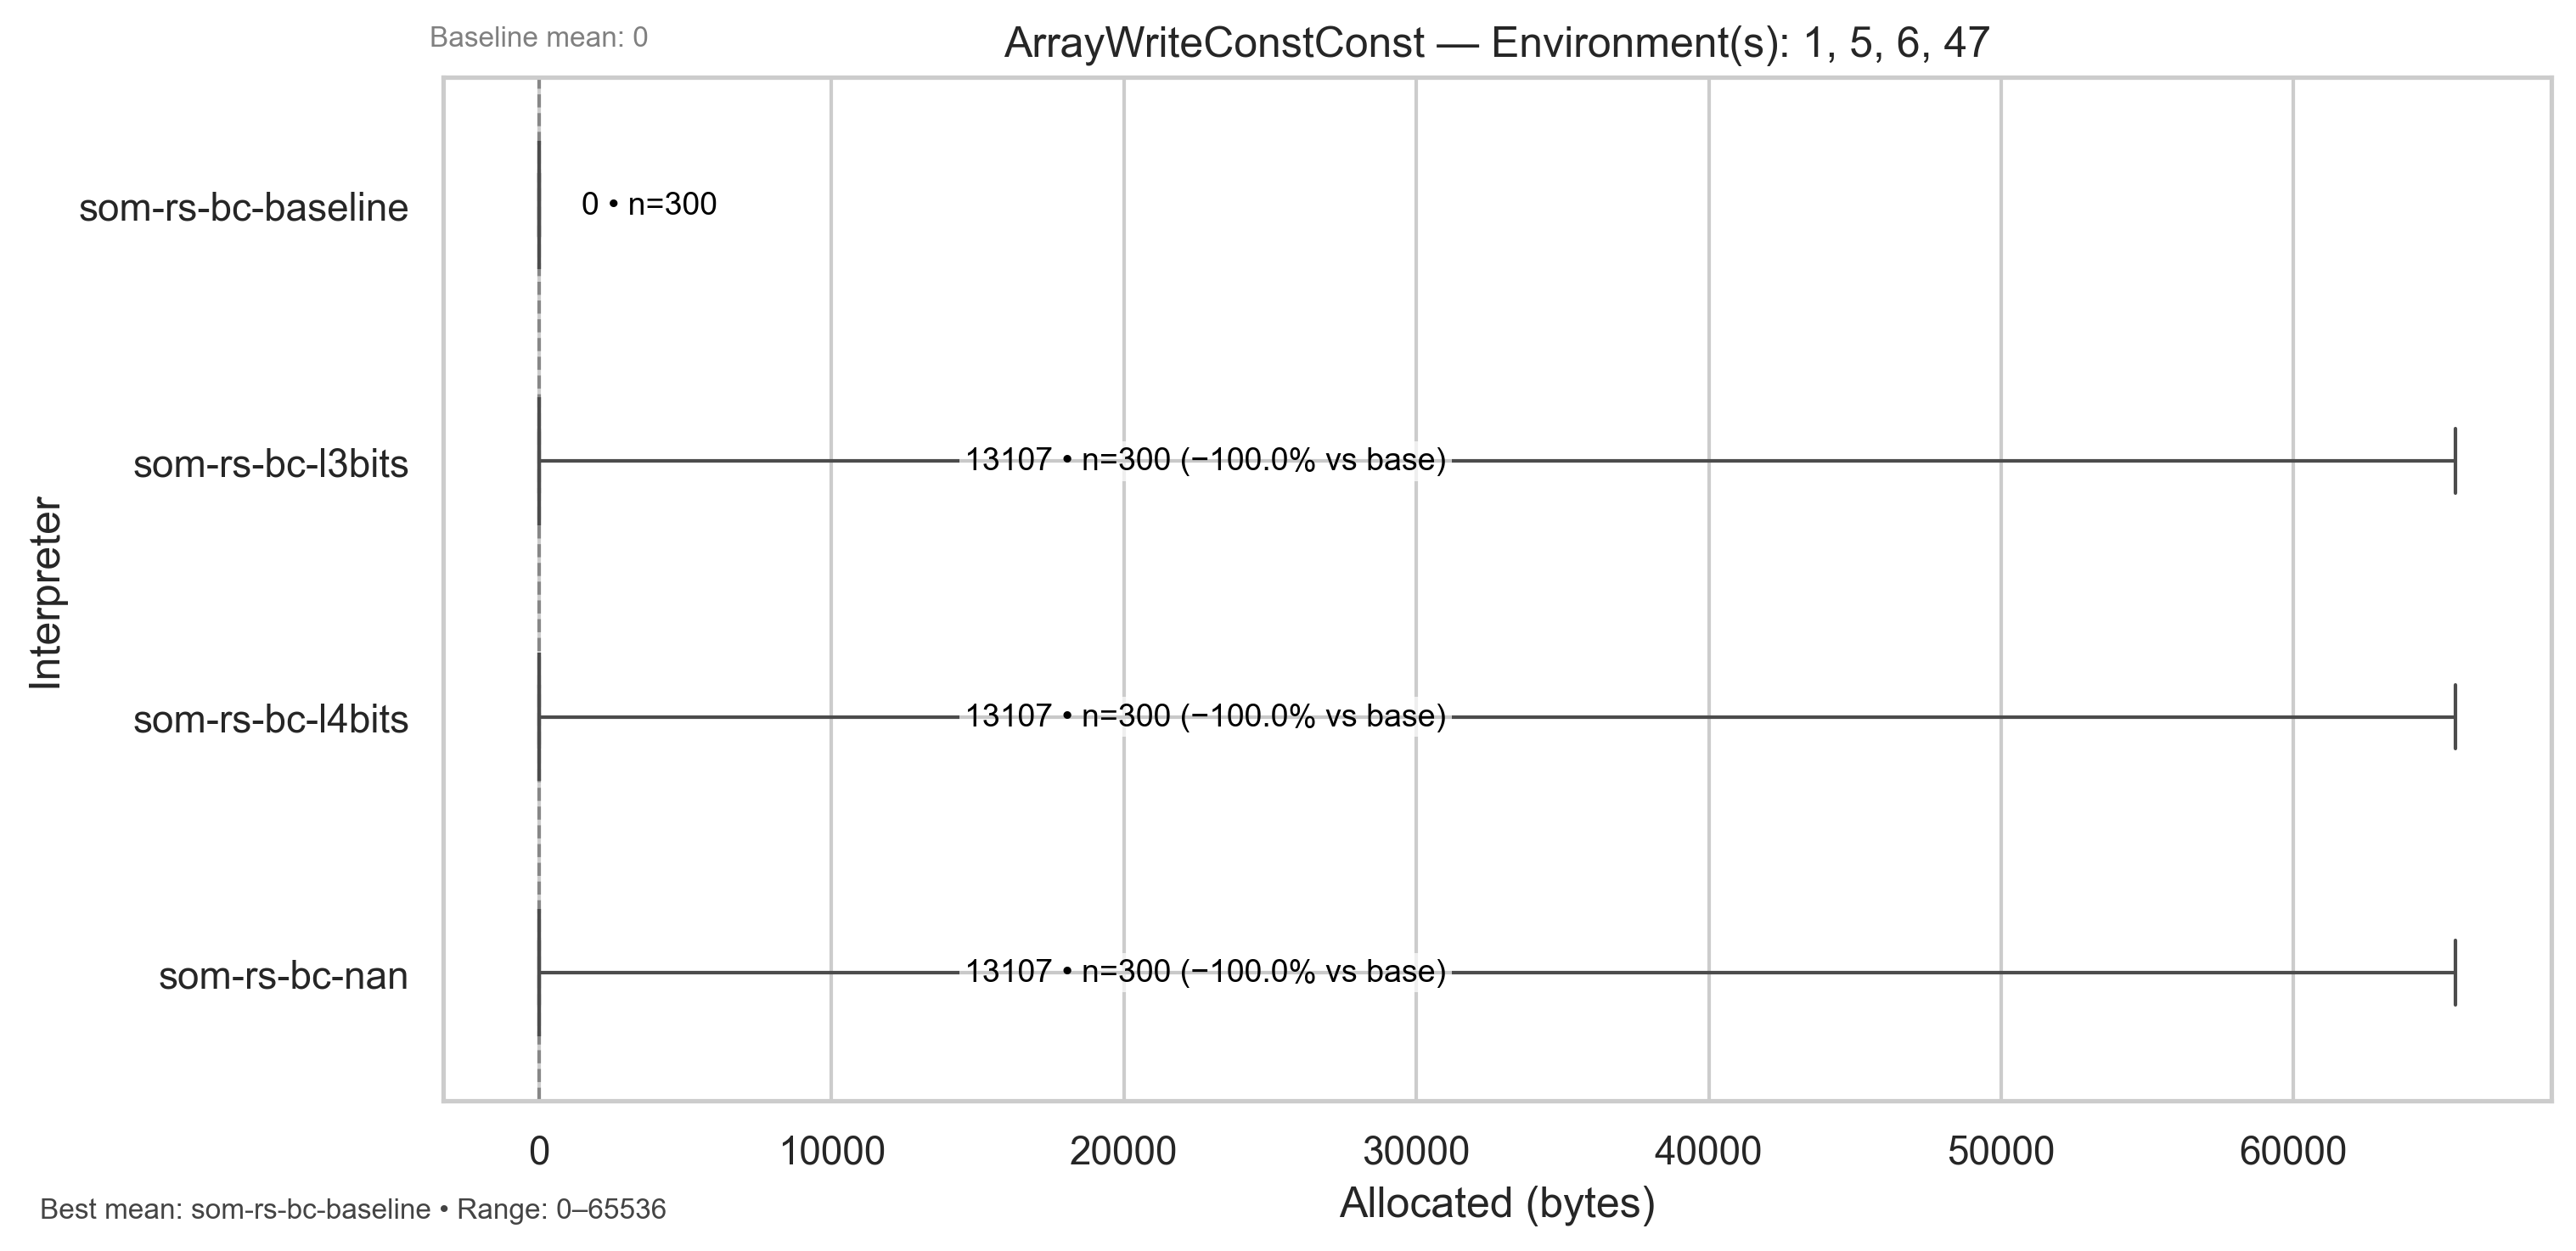 Baseline mean: 0
ArrayWriteConstConst — Environment(s): 1, 5, 6, 47
Interpreter
som-rs-bc-baseline
0 • n=300
som-rs-bc-l3bits
13107 • n=300 (−100.0% vs base)
som-rs-bc-l4bits
13107 • n=300 (−100.0% vs base)
som-rs-bc-nan
13107 • n=300 (−100.0% vs base)
0 10000 20000 30000 40000 50000 60000
Allocated (bytes)
Best mean: som-rs-bc-baseline • Range: 0–65536